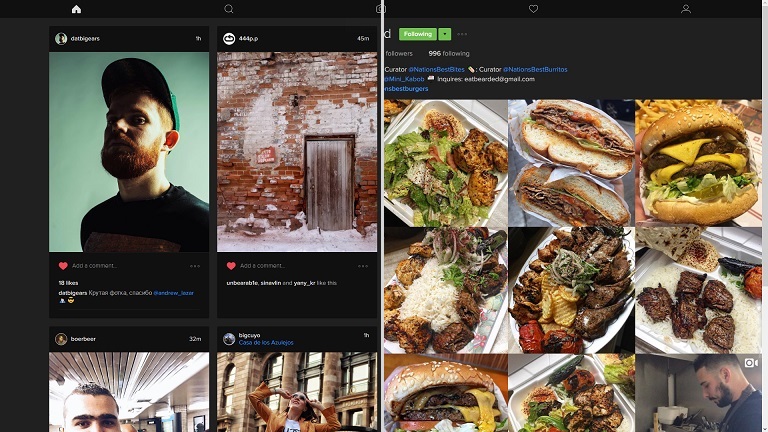 datbigears 1h
444p.p 45m
Add a comment...
18 likes
datbigears Крутая фотка, спасибо @andrew_lazar
Add a comment...
unbearab1e, sinavlin and yany_kr like this
boerbeer 32m
bigcuyo 1h
Casa de los Azulejos
d Following
followers 996 following
Curator @NationsBestBites : Curator @NationsBestBurritos
@Mini_Kabob Inquires: eatbearded@gmail.com
nsbestburgers